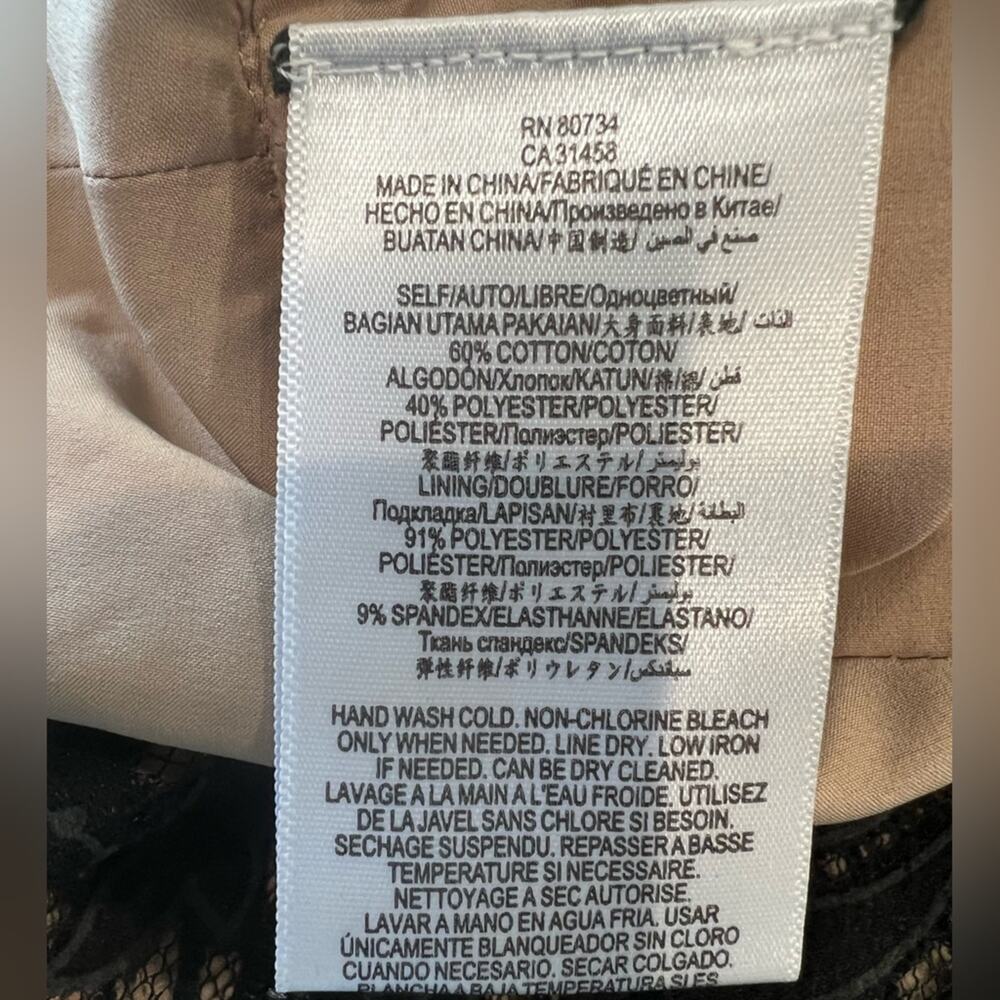 RN 80734
CA 31458
MADE IN CHINA/FABRIQUÉ EN CHINE/
HECHO EN CHINA/Произведено в Китае/
BUATAN CHINA/中国制造/ صنع في الصين
SELF/AUTO/LIBRE/Одноцветный/
BAGIAN UTAMA PAKAIAN/大身面料/表地/ الذات
60% COTTON/COTON/
ALGODÓN/Хлопок/KATUN/棉/綿/ قطن
40% POLYESTER/POLYESTER/
POLIÉSTER/Полиэстер/POLIESTER/
聚酯纤维/ポリエステル/ بوليستر
LINING/DOUBLURE/FORRO/
Подкладка/LAPISAN/衬里布/裏地/ البطانة
91% POLYESTER/POLYESTER/
POLIÉSTER/Полиэстер/POLIESTER/
聚酯纤维/ポリエステル/ بوليستر
9% SPANDEX/ELASTHANNE/ELASTANO/
Ткань спандекс/SPANDEKS/
弹性纤维/ポリウレタン/سباندكس
HAND WASH COLD. NON-CHLORINE BLEACH
ONLY WHEN NEEDED. LINE DRY. LOW IRON
IF NEEDED. CAN BE DRY CLEANED.
LAVAGE A LA MAIN A L'EAU FROIDE. UTILISEZ
DE LA JAVEL SANS CHLORE SI BESOIN.
SECHAGE SUSPENDU. REPASSER A BASSE
TEMPERATURE SI NECESSAIRE.
NETTOYAGE A SEC AUTORISE.
LAVAR A MANO EN AGUA FRIA. USAR
ÚNICAMENTE BLANQUEADOR SIN CLORO
CUANDO NECESARIO. SECAR COLGADO.
PLANCHA A BAJA TEMPERATURA SI ES